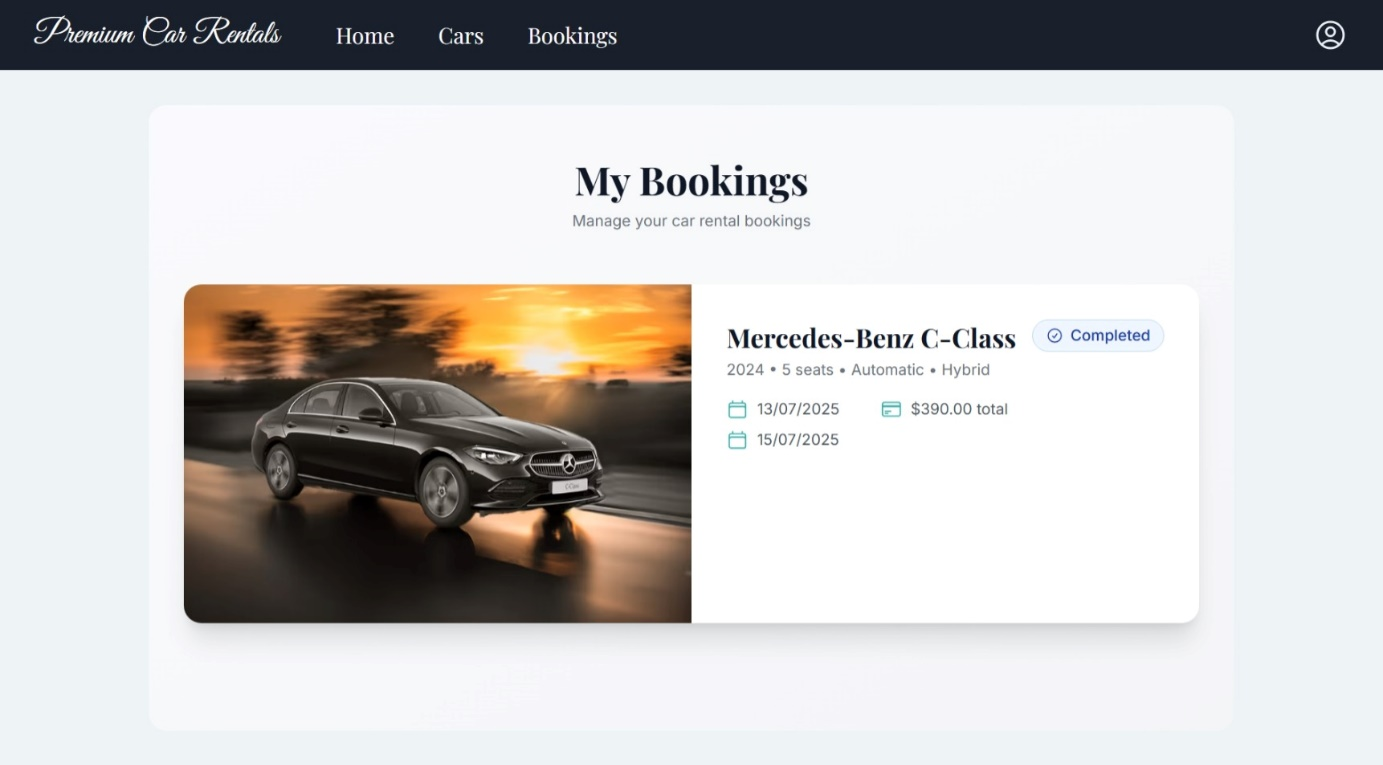 Premium Car Rentals Home Cars Bookings
My Bookings
Manage your car rental bookings
Mercedes-Benz C-Class Completed
2024 • 5 seats • Automatic • Hybrid
13/07/2025 $390.00 total
15/07/2025
C-Class